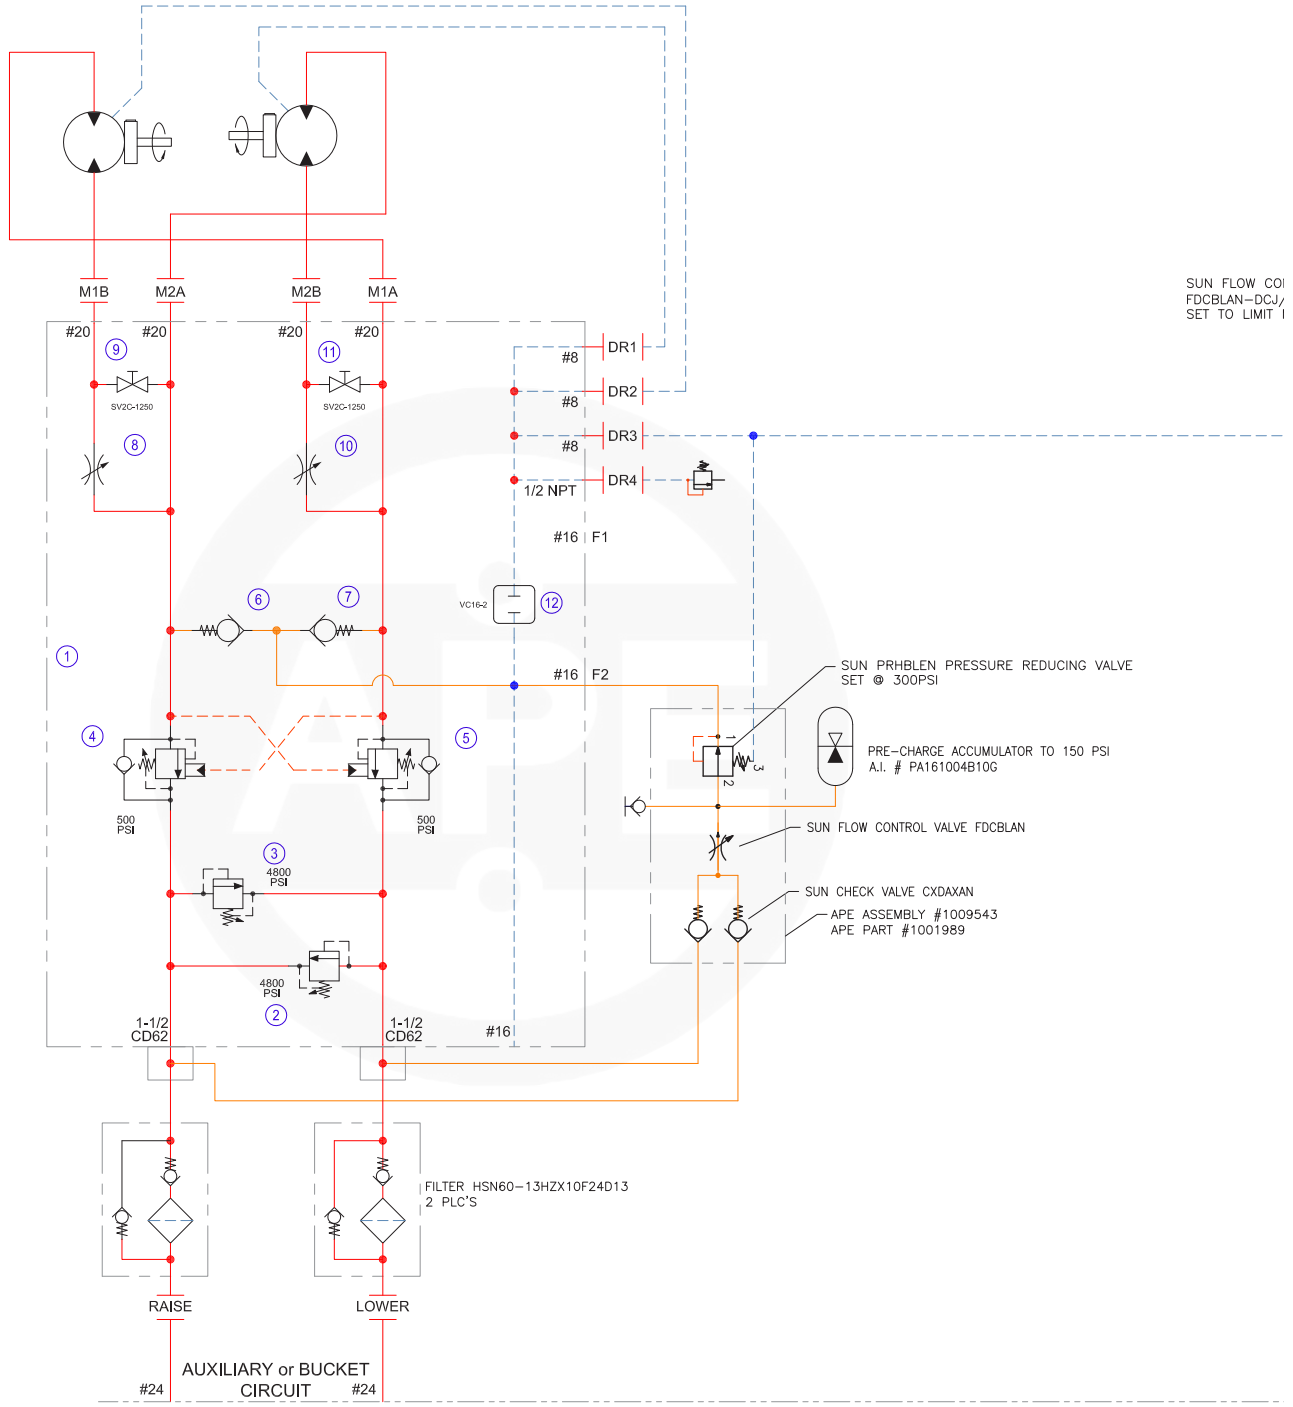 M1B
M2A
M2B
M1A
SUN FLOW CO
FDCBLAN-DCJ/
SET TO LIMIT
#20
#20
#20
#20
9
11
#8
DR1
SV2C-1250
SV2C-1250
#8
DR2
8
10
#8
DR3
1/2 NPT
DR4
#16 F1
6
7
VC16-2
12
1
#16 F2
SUN PRHBLEN PRESSURE REDUCING VALVE
SET @ 300PSI
4
5
1
3
2
PRE-CHARGE ACCUMULATOR TO 150 PSI
A.I. # PA161004B10G
500
PSI
500
PSI
SUN FLOW CONTROL VALVE FDCBLAN
3
4800
PSI
SUN CHECK VALVE CXDAXAN
APE ASSEMBLY #1009543
APE PART #1001989
4800
PSI
2
1-1/2
CD62
1-1/2
CD62
#16
FILTER HSN60-13HZX10F24D13
2 PLC'S
RAISE
LOWER
AUXILIARY or BUCKET
CIRCUIT
#24
#24
APE